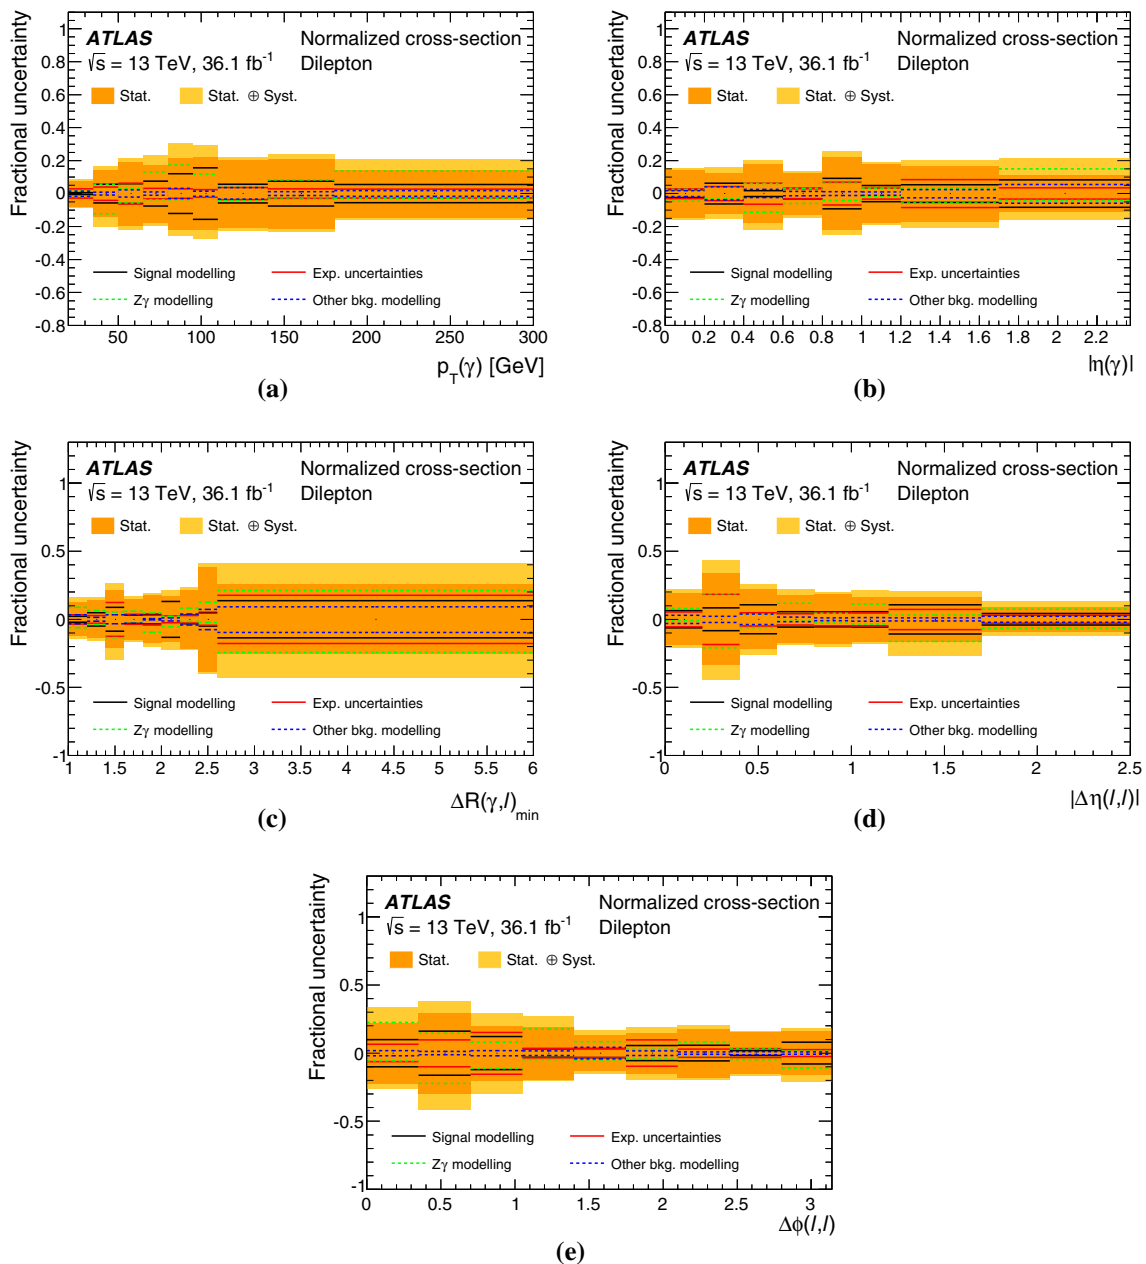 Fractional uncertainty
1
0.8
0.6
0.4
0.2
0
-0.2
-0.4
-0.6
-0.8
ATLAS Normalized cross-section
√s = 13 TeV, 36.1 fb-1 Dilepton
Stat. Stat. ⊕ Syst.
Signal modelling Exp. uncertainties
Zγ modelling Other bkg. modelling
50 100 150 200 250 300
pT(γ) [GeV]
(a)
Fractional uncertainty
1
0.8
0.6
0.4
0.2
0
-0.2
-0.4
-0.6
-0.8
ATLAS Normalized cross-section
√s = 13 TeV, 36.1 fb-1 Dilepton
Stat. Stat. ⊕ Syst.
Signal modelling Exp. uncertainties
Zγ modelling Other bkg. modelling
0 0.2 0.4 0.6 0.8 1 1.2 1.4 1.6 1.8 2 2.2
|η(γ)|
(b)
Fractional uncertainty
1
0.5
0
-0.5
-1
ATLAS Normalized cross-section
√s = 13 TeV, 36.1 fb-1 Dilepton
Stat. Stat. ⊕ Syst.
Signal modelling Exp. uncertainties
Zγ modelling Other bkg. modelling
1 1.5 2 2.5 3 3.5 4 4.5 5 5.5 6
ΔR(γ,l)min
(c)
Fractional uncertainty
1
0.5
0
-0.5
-1
ATLAS Normalized cross-section
√s = 13 TeV, 36.1 fb-1 Dilepton
Stat. Stat. ⊕ Syst.
Signal modelling Exp. uncertainties
Zγ modelling Other bkg. modelling
0 0.5 1 1.5 2 2.5
|Δη(l,l)|
(d)
Fractional uncertainty
1
0.5
0
-0.5
-1
ATLAS Normalized cross-section
√s = 13 TeV, 36.1 fb-1 Dilepton
Stat. Stat. ⊕ Syst.
Signal modelling Exp. uncertainties
Zγ modelling Other bkg. modelling
0 0.5 1 1.5 2 2.5 3
Δϕ(l,l)
(e)